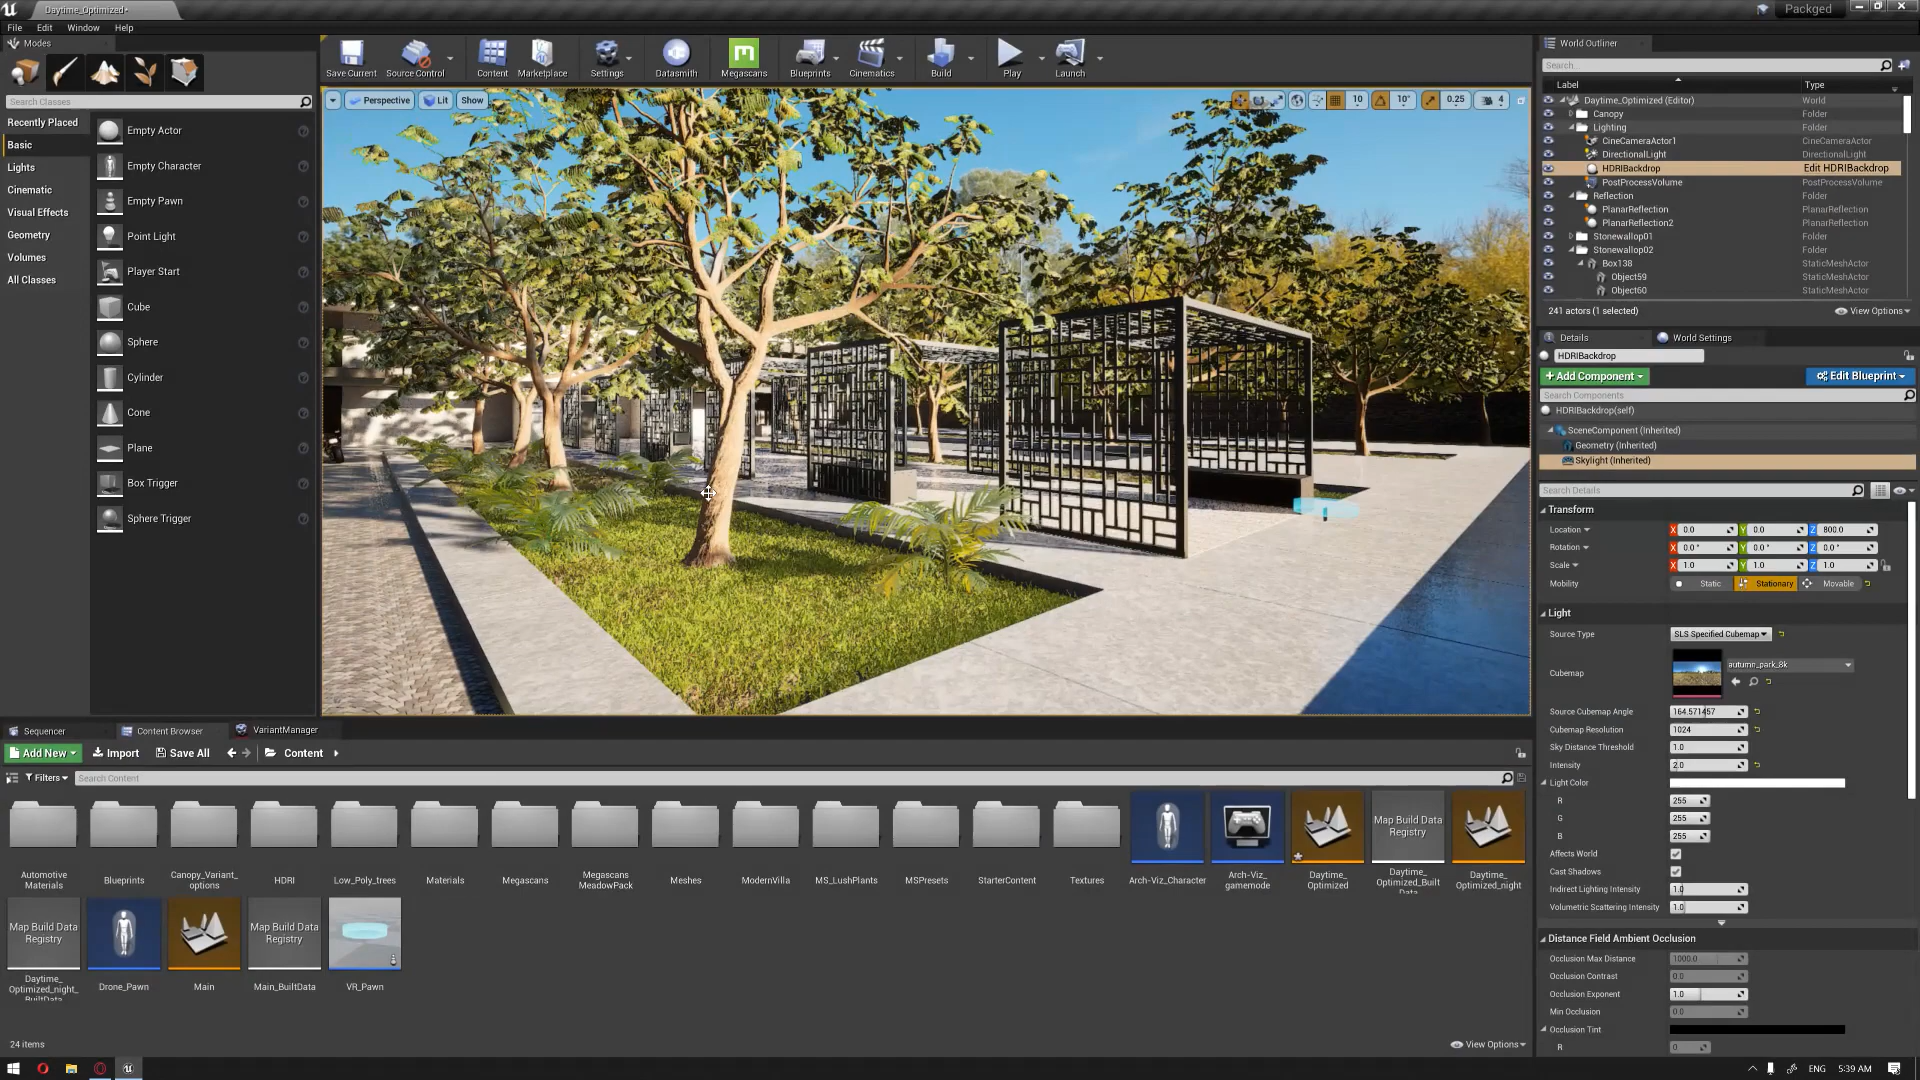 Daytime_Optimized•
Packged
File Edit Window Help
Modes
Search Classes
Recently Placed
Basic
Lights
Cinematic
Visual Effects
Geometry
Volumes
All Classes
Empty Actor
Empty Character
Empty Pawn
Point Light
Player Start
Cube
Sphere
Cylinder
Cone
Plane
Box Trigger
Sphere Trigger
Save Current Source Control Content Marketplace Settings Datasmith Megascans Blueprints Cinematics Build Play Launch
Perspective Lit Show
10 10° 0.25 4
World Outliner
Search...
Label Type
Daytime_Optimized (Editor) World
Canopy Folder
Lighting Folder
CineCameraActor1 CineCameraActor
DirectionalLight DirectionalLight
HDRIBackdrop Edit HDRIBackdrop
PostProcessVolume PostProcessVolume
Reflection Folder
PlanarReflection PlanarReflection
PlanarReflection2 PlanarReflection
Stonewallop01 Folder
Stonewallop02 Folder
Box138 StaticMeshActor
Object59 StaticMeshActor
Object60 StaticMeshActor
241 actors (1 selected) View Options
Details World Settings
HDRIBackdrop
+ Add Component Edit Blueprint
Search Components
HDRIBackdrop(self)
SceneComponent (Inherited)
Geometry (Inherited)
Skylight (Inherited)
Search Details
Transform
Location X 0.0 Y 0.0 Z 800.0
Rotation X 0.0° Y 0.0° Z 0.0°
Scale X 1.0 Y 1.0 Z 1.0
Mobility Static Stationary Movable
Light
Source Type SLS Specified Cubemap
Cubemap autumn_park_8k
Source Cubemap Angle 164.571457
Cubemap Resolution 1024
Sky Distance Threshold 1.0
Intensity 2.0
Light Color
R 255
G 255
B 255
Affects World
Cast Shadows
Indirect Lighting Intensity 1.0
Volumetric Scattering Intensity 1.0
Distance Field Ambient Occlusion
Occlusion Max Distance 1000.0
Occlusion Contrast 0.0
Occlusion Exponent 1.0
Min Occlusion 0.0
Occlusion Tint
R 0
Sequencer Content Browser VariantManager
Add New Import Save All Content
Filters Search Content
Automotive
Materials
Blueprints
Canopy_Variant_
options
HDRI
Low_Poly_trees
Materials
Megascans
Megascans
MeadowPack
Meshes
ModernVilla
MS_LushPlants
MSPresets
StarterContent
Textures
Arch-Viz_Character
Arch-Viz_
gamemode
Daytime_
Optimized
Map Build Data
Registry
Daytime_
Optimized_Built
Data
Daytime_
Optimized_night
Map Build Data
Registry
Daytime_
Optimized_night_
BuiltData
Drone_Pawn
Main
Map Build Data
Registry
Main_BuiltData
VR_Pawn
24 items View Options
ENG 5:39 AM